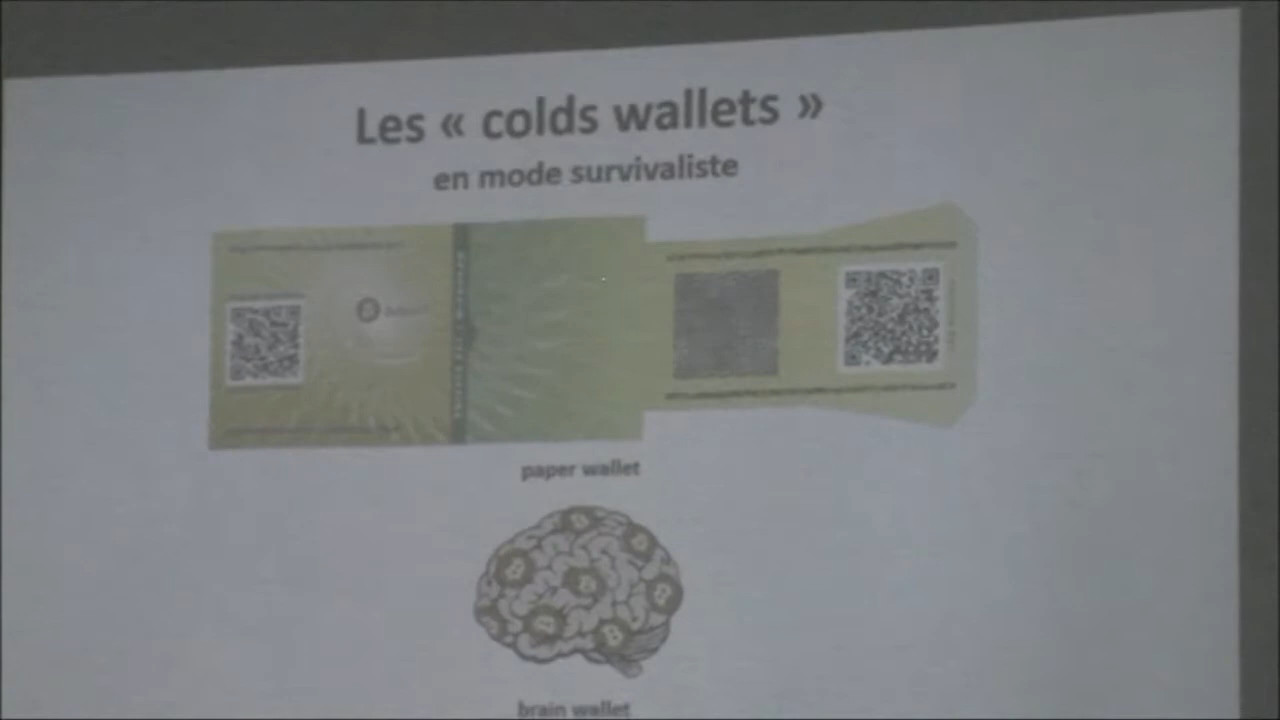 Les « colds wallets »
en mode survivaliste
paper wallet
brain wallet